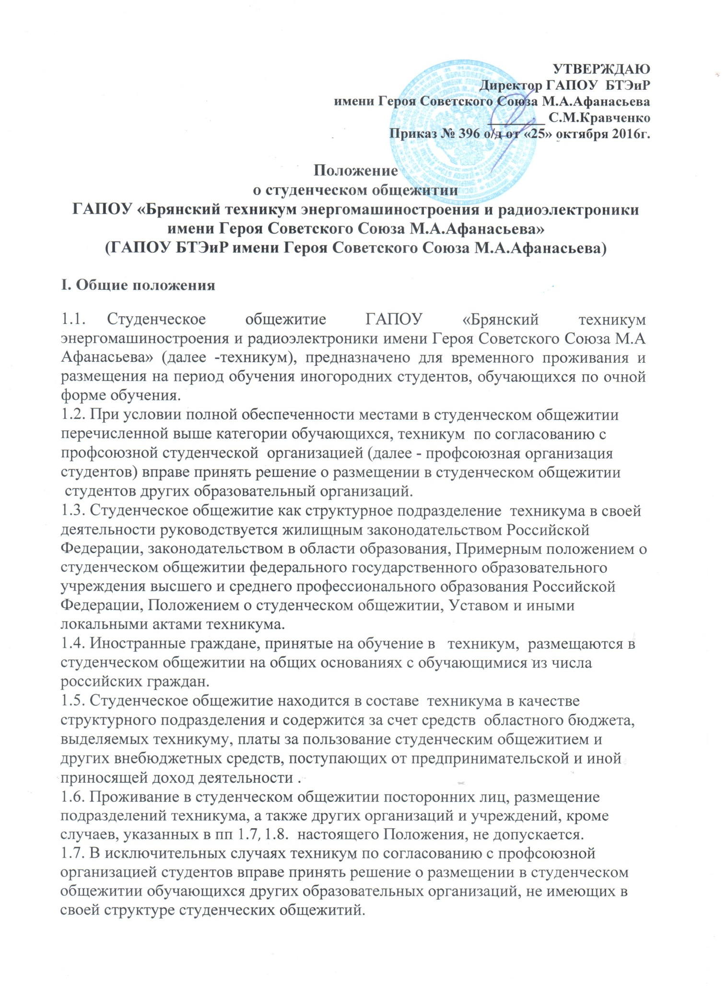 УТВЕРЖДАЮ
Директор ГАПОУ БТЭиР
имени Героя Советского Союза М.А.Афанасьева
________ С.М.Кравченко
Приказ № 396 о/д от «25» октября 2016г.
Положение
о студенческом общежитии
ГАПОУ «Брянский техникум энергомашиностроения и радиоэлектроники
имени Героя Советского Союза М.А.Афанасьева»
(ГАПОУ БТЭиР имени Героя Советского Союза М.А.Афанасьева)
I. Общие положения
1.1. Студенческое общежитие ГАПОУ «Брянский техникум
энергомашиностроения и радиоэлектроники имени Героя Советского Союза М.А
Афанасьева» (далее -техникум), предназначено для временного проживания и
размещения на период обучения иногородних студентов, обучающихся по очной
форме обучения.
1.2. При условии полной обеспеченности местами в студенческом общежитии
перечисленной выше категории обучающихся, техникум по согласованию с
профсоюзной студенческой организацией (далее - профсоюзная организация
студентов) вправе принять решение о размещении в студенческом общежитии
студентов других образовательный организаций.
1.3. Студенческое общежитие как структурное подразделение техникума в своей
деятельности руководствуется жилищным законодательством Российской
Федерации, законодательством в области образования, Примерным положением о
студенческом общежитии федерального государственного образовательного
учреждения высшего и среднего профессионального образования Российской
Федерации, Положением о студенческом общежитии, Уставом и иными
локальными актами техникума.
1.4. Иностранные граждане, принятые на обучение в техникум, размещаются в
студенческом общежитии на общих основаниях с обучающимися из числа
российских граждан.
1.5. Студенческое общежитие находится в составе техникума в качестве
структурного подразделения и содержится за счет средств областного бюджета,
выделяемых техникуму, платы за пользование студенческим общежитием и
других внебюджетных средств, поступающих от предпринимательской и иной
приносящей доход деятельности .
1.6. Проживание в студенческом общежитии посторонних лиц, размещение
подразделений техникума, а также других организаций и учреждений, кроме
случаев, указанных в пп 1.7, 1.8. настоящего Положения, не допускается.
1.7. В исключительных случаях техникум по согласованию с профсоюзной
организацией студентов вправе принять решение о размещении в студенческом
общежитии обучающихся других образовательных организаций, не имеющих в
своей структуре студенческих общежитий.